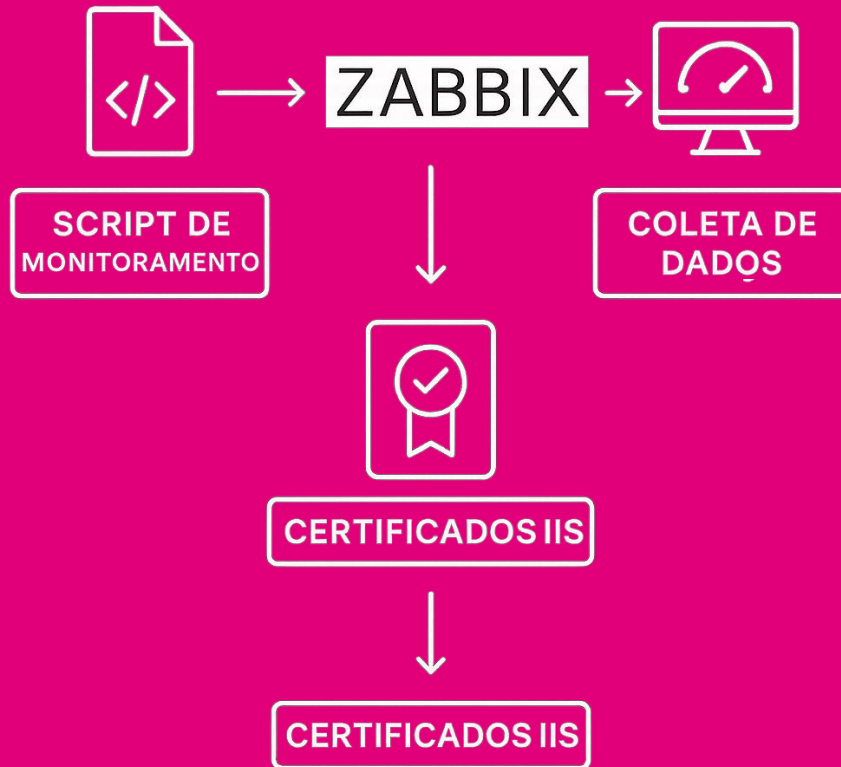 </>
ZABBIX
SCRIPT DE
MONITORAMENTO
COLETA DE
DADOS
CERTIFICADOS IIS
CERTIFICADOS IIS